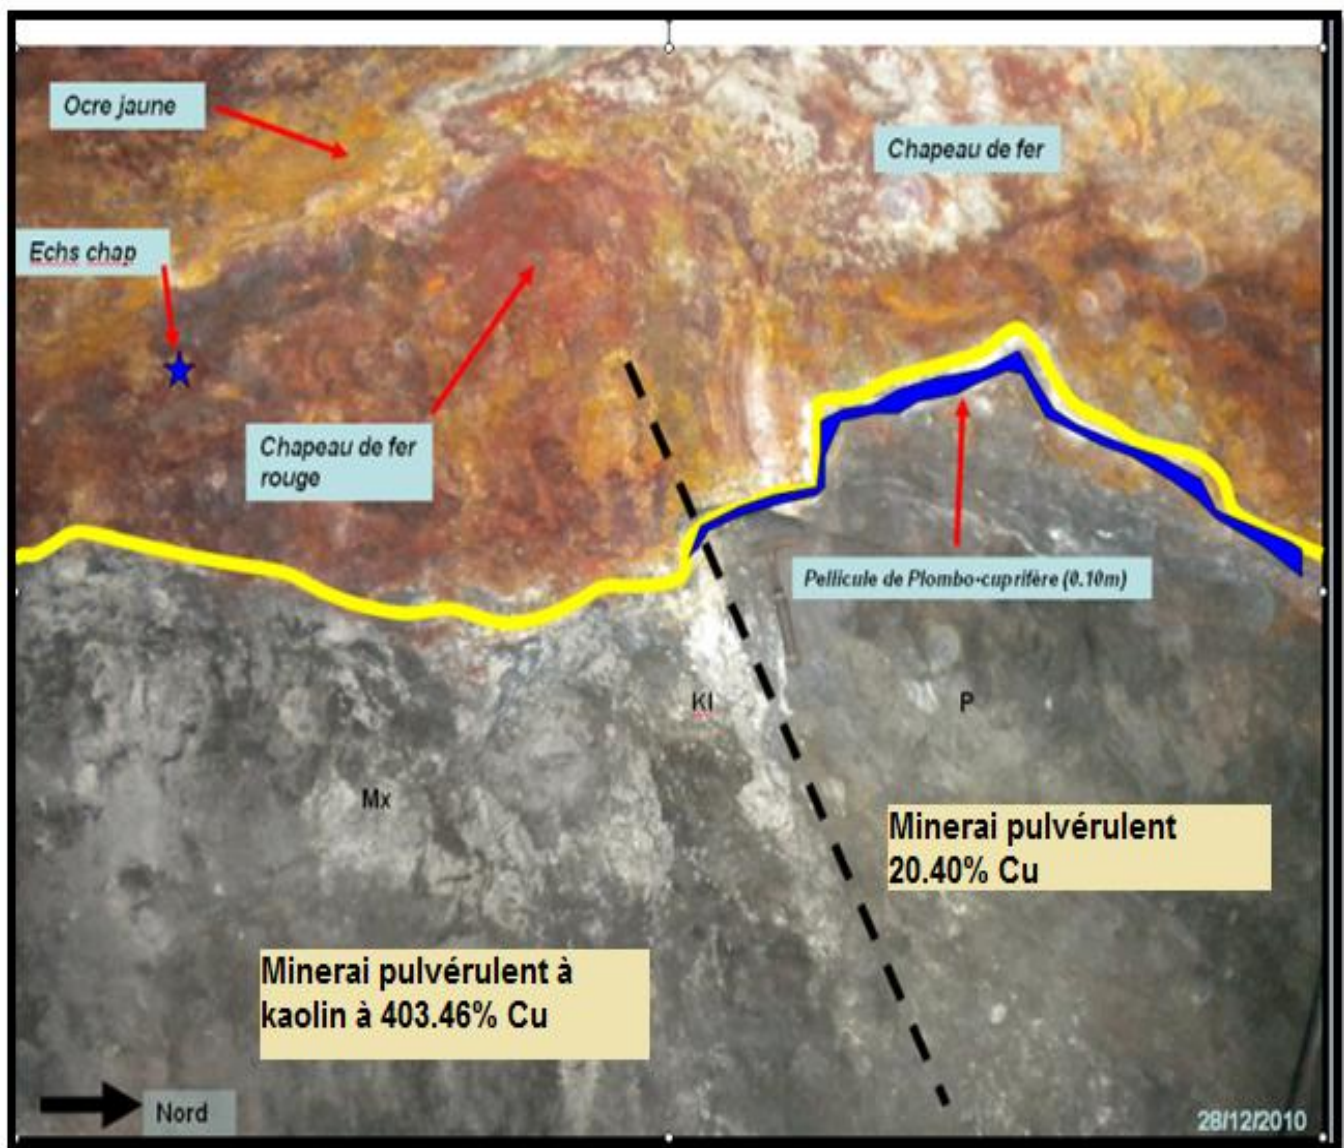 Ocre jaune
Chapeau de fer
Echs chap
Chapeau de fer
rouge
Pellicule de Plombo-cuprifère (0.10m)
Kl
P
Mx
Minerai pulvérulent
20.40% Cu
Minerai pulvérulent à
kaolin à 403.46% Cu
Nord
28/12/2010